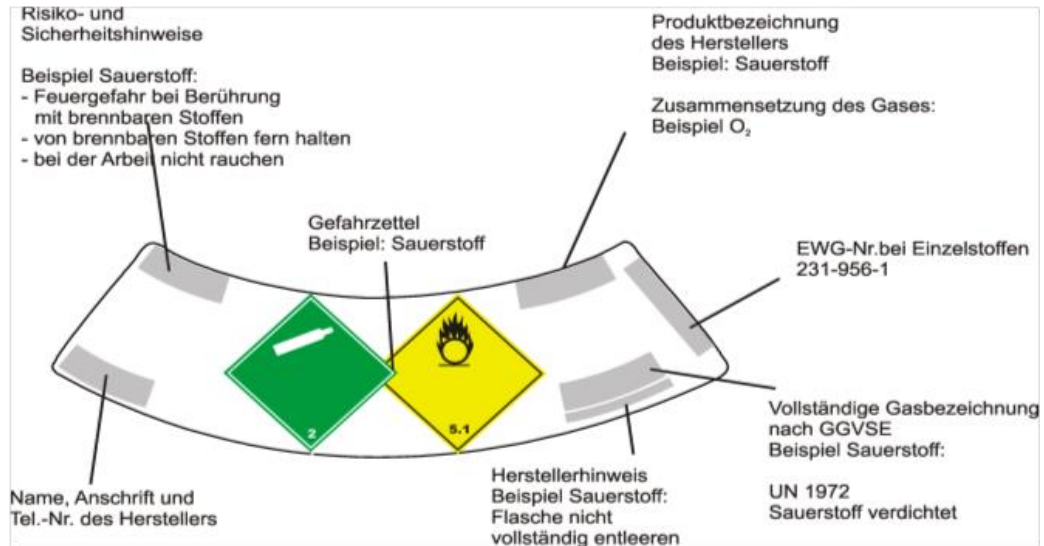 Risiko- und
Sicherheitshinweise
Beispiel Sauerstoff:
- Feuergefahr bei Berührung
mit brennbaren Stoffen
- von brennbaren Stoffen fern halten
- bei der Arbeit nicht rauchen
Produktbezeichnung
des Herstellers
Beispiel: Sauerstoff
Zusammensetzung des Gases:
Beispiel O₂
Gefahrzettel
Beispiel: Sauerstoff
EWG-Nr.bei Einzelstoffen
231-956-1
2
5.1
Vollständige Gasbezeichnung
nach GGVSE
Beispiel Sauerstoff:
UN 1972
Sauerstoff verdichtet
Herstellerhinweis
Beispiel Sauerstoff:
Flasche nicht
vollständig entleeren
Name, Anschrift und
Tel.-Nr. des Herstellers